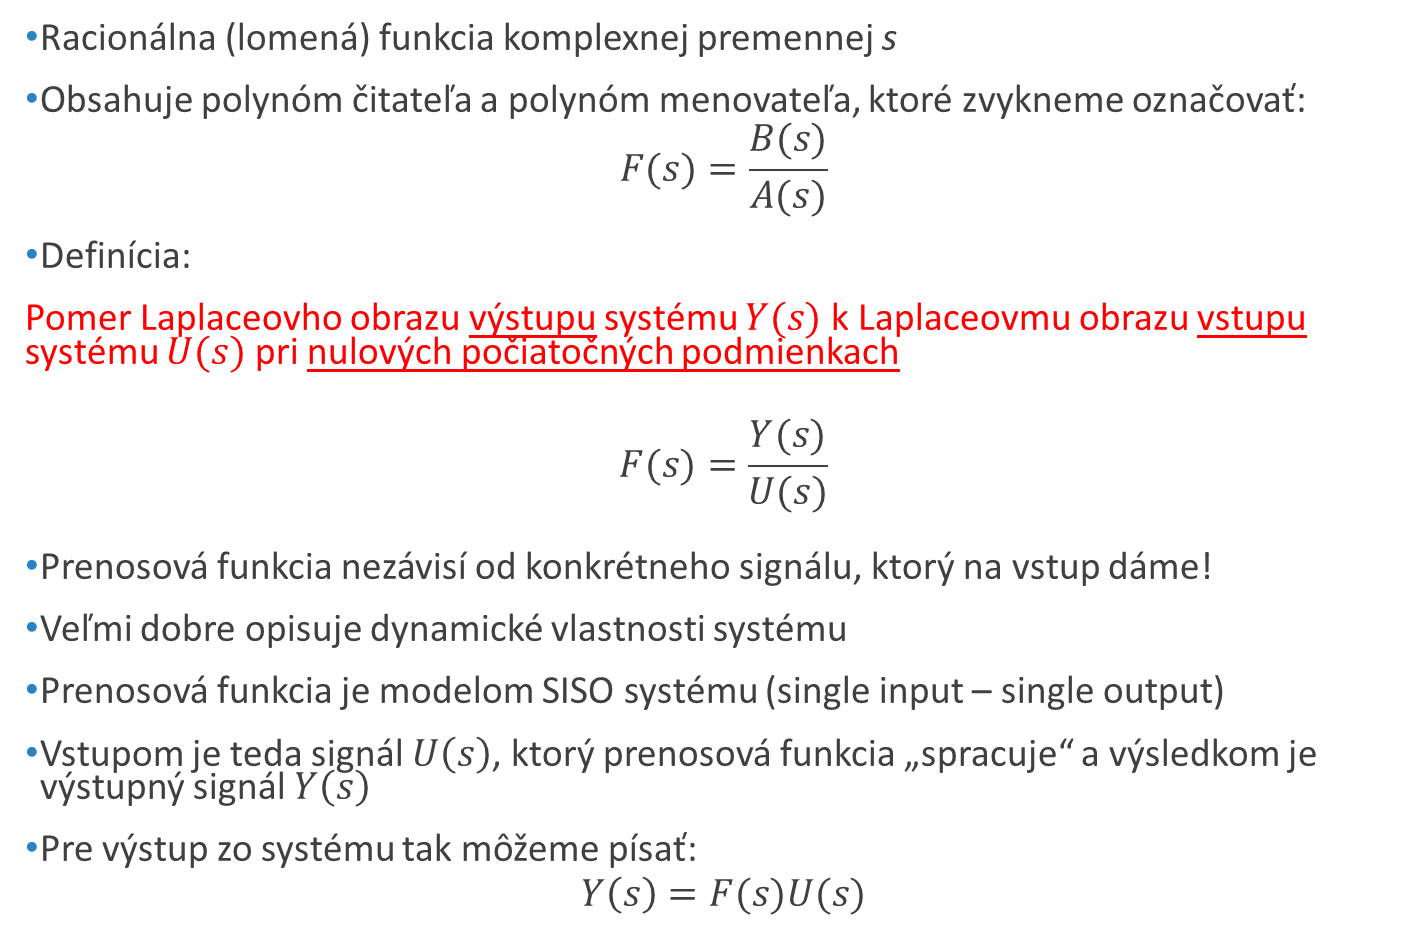 •Racionálna (lomená) funkcia komplexnej premennej s
•Obsahuje polynóm čitateľa a polynóm menovateľa, ktoré zvykneme označovať:
F(s) = B(s) / A(s)
•Definícia:
Pomer Laplaceovho obrazu výstupu systému Y(s) k Laplaceovmu obrazu vstupu
systému U(s) pri nulových počiatočných podmienkach
F(s) = Y(s) / U(s)
•Prenosová funkcia nezávisí od konkrétneho signálu, ktorý na vstup dáme!
•Veľmi dobre opisuje dynamické vlastnosti systému
•Prenosová funkcia je modelom SISO systému (single input – single output)
•Vstupom je teda signál U(s), ktorý prenosová funkcia „spracuje“ a výsledkom je
výstupný signál Y(s)
•Pre výstup zo systému tak môžeme písať:
Y(s) = F(s)U(s)